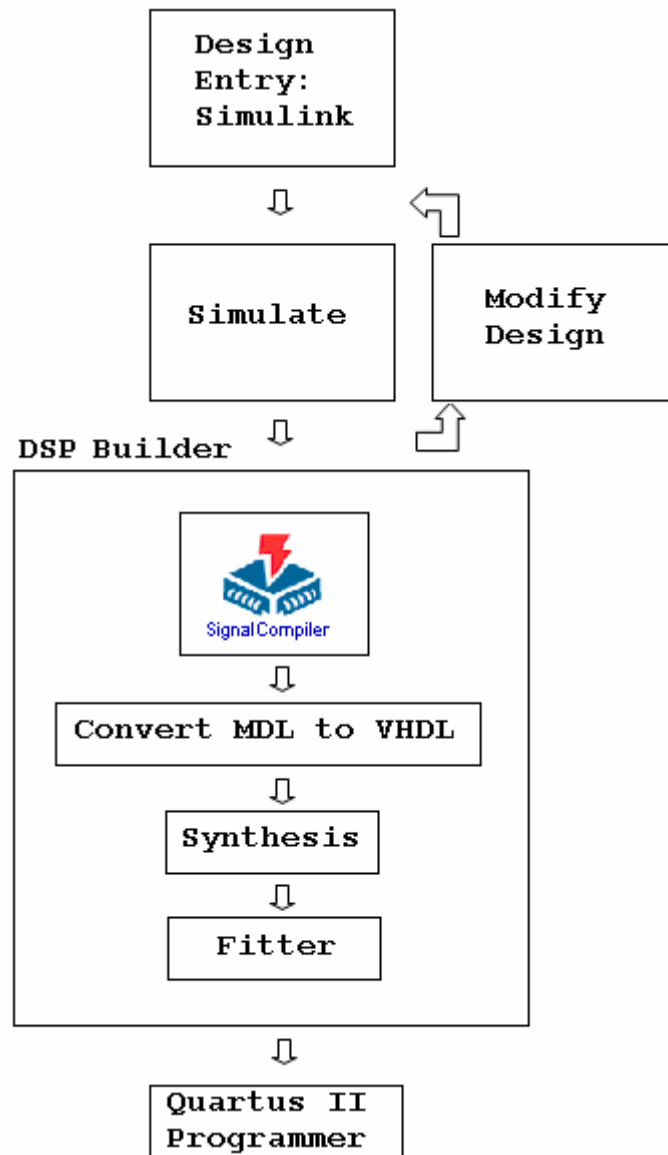 Design
Entry:
Simulink
Simulate
Modify
Design
DSP Builder
SignalCompiler
Convert MDL to VHDL
Synthesis
Fitter
Quartus II
Programmer